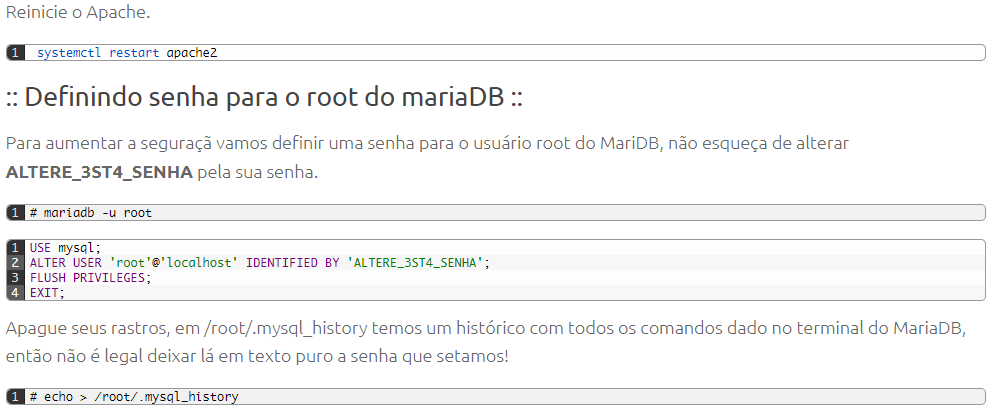 Reinicie o Apache.
1 systemctl restart apache2
:: Definindo senha para o root do mariaDB ::
Para aumentar a seguraçã vamos definir uma senha para o usuário root do MariDB, não esqueça de alterar
ALTERE_3ST4_SENHA pela sua senha.
1 # mariadb -u root
1 USE mysql;
2 ALTER USER 'root'@'localhost' IDENTIFIED BY 'ALTERE_3ST4_SENHA';
3 FLUSH PRIVILEGES;
4 EXIT;
Apague seus rastros, em /root/.mysql_history temos um histórico com todos os comandos dado no terminal do MariaDB,
então não é legal deixar lá em texto puro a senha que setamos!
1 # echo > /root/.mysql_history